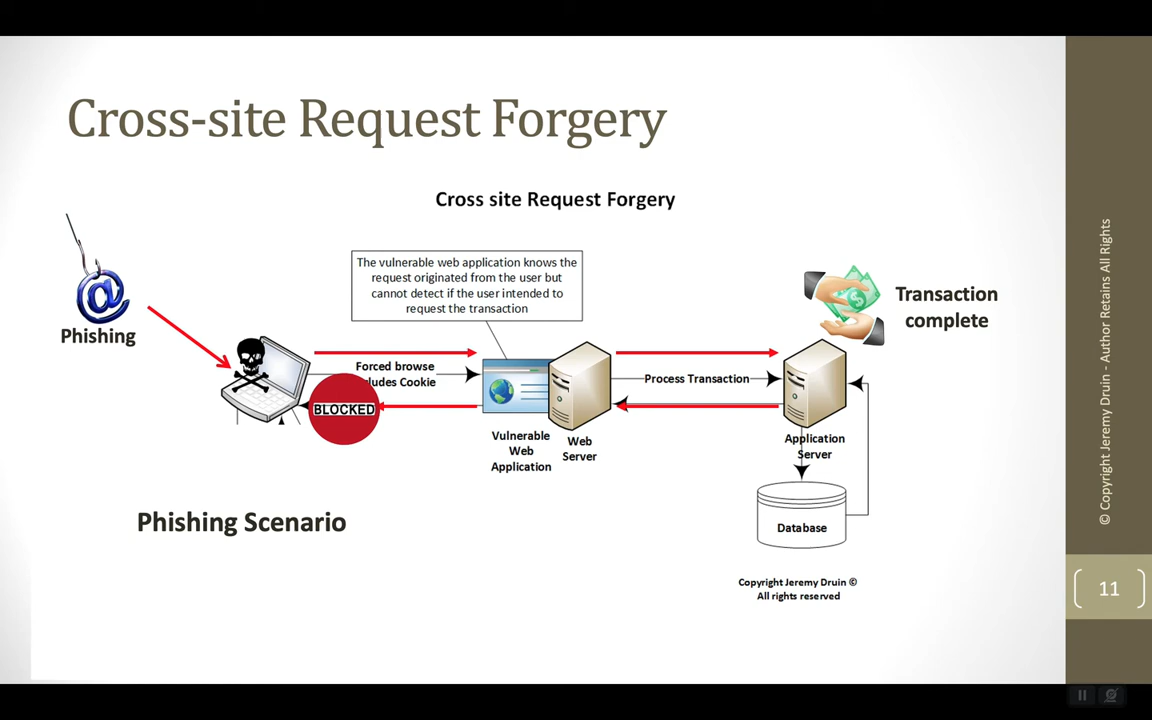 Cross-site Request Forgery
Cross site Request Forgery
The vulnerable web application knows the
request originated from the user but
cannot detect if the user intended to
request the transaction
Phishing
Transaction
complete
Forced browse
cludes Cookie
BLOCKED
Process Transaction
Vulnerable
Web
Application
Web
Server
Application
Server
Database
Phishing Scenario
Copyright Jeremy Druin ©
All rights reserved
© Copyright Jeremy Druin - Author Retains All Rights
11